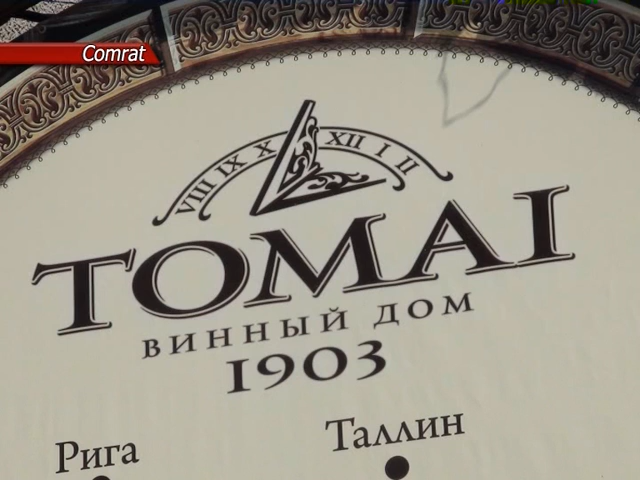 Comrat
VIII IX X XII I II
TOMAI
ВИННЫЙ ДОМ
1903
Рига
Таллин